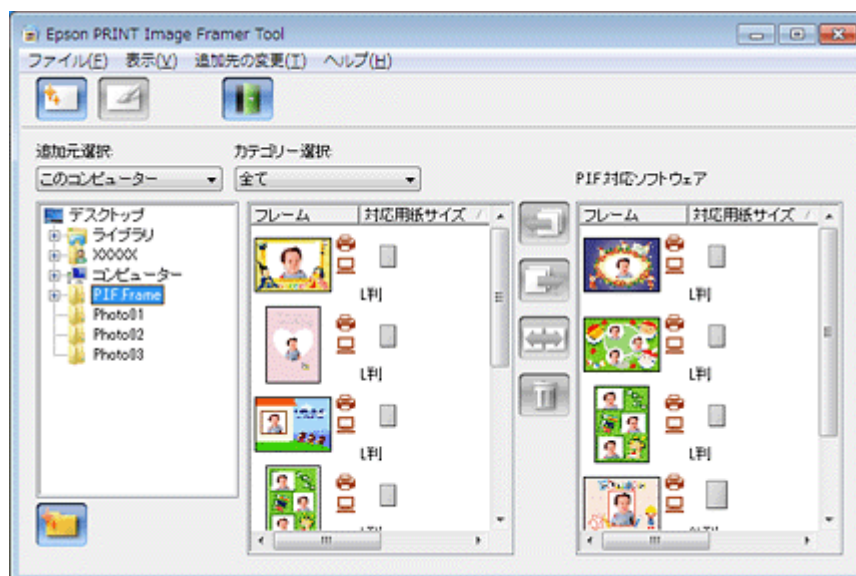 Epson PRINT Image Framer Tool
ファイル(F) 表示(V) 追加先の変更(I) ヘルプ(H)
追加元選択 カテゴリー選択
このコンピューター 全て PIF対応ソフトウェア
デスクトップ
ライブラリ
XXXXX
コンピューター
PIF Frame
Photo01
Photo02
Photo03
フレーム 対応用紙サイズ
L判
L判
L判
フレーム 対応用紙サイズ
L判
L判
L判